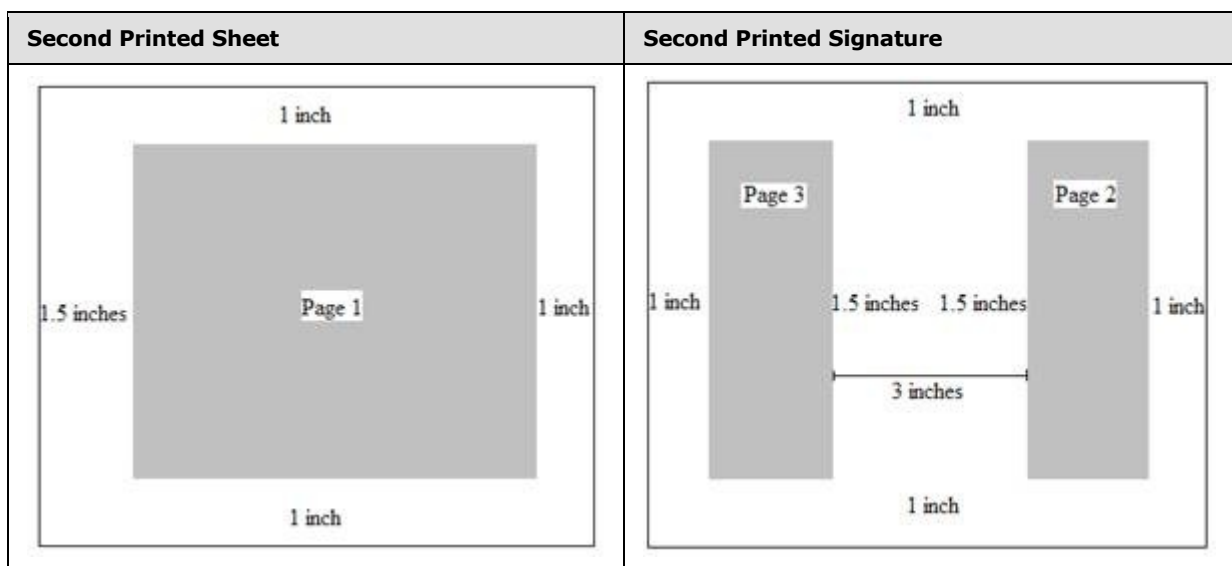 Second Printed Sheet
Second Printed Signature
1 inch
1.5 inches
Page 1
1 inch
1 inch
1 inch
Page 3
Page 2
1 inch
1.5 inches
1.5 inches
1 inch
3 inches
1 inch